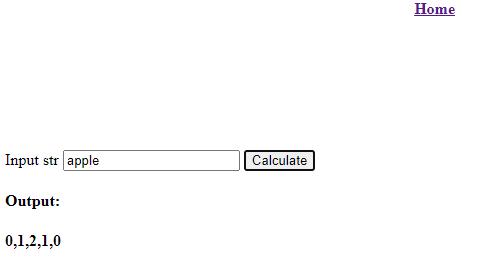 Home
Input str apple Calculate
Output:
0,1,2,1,0